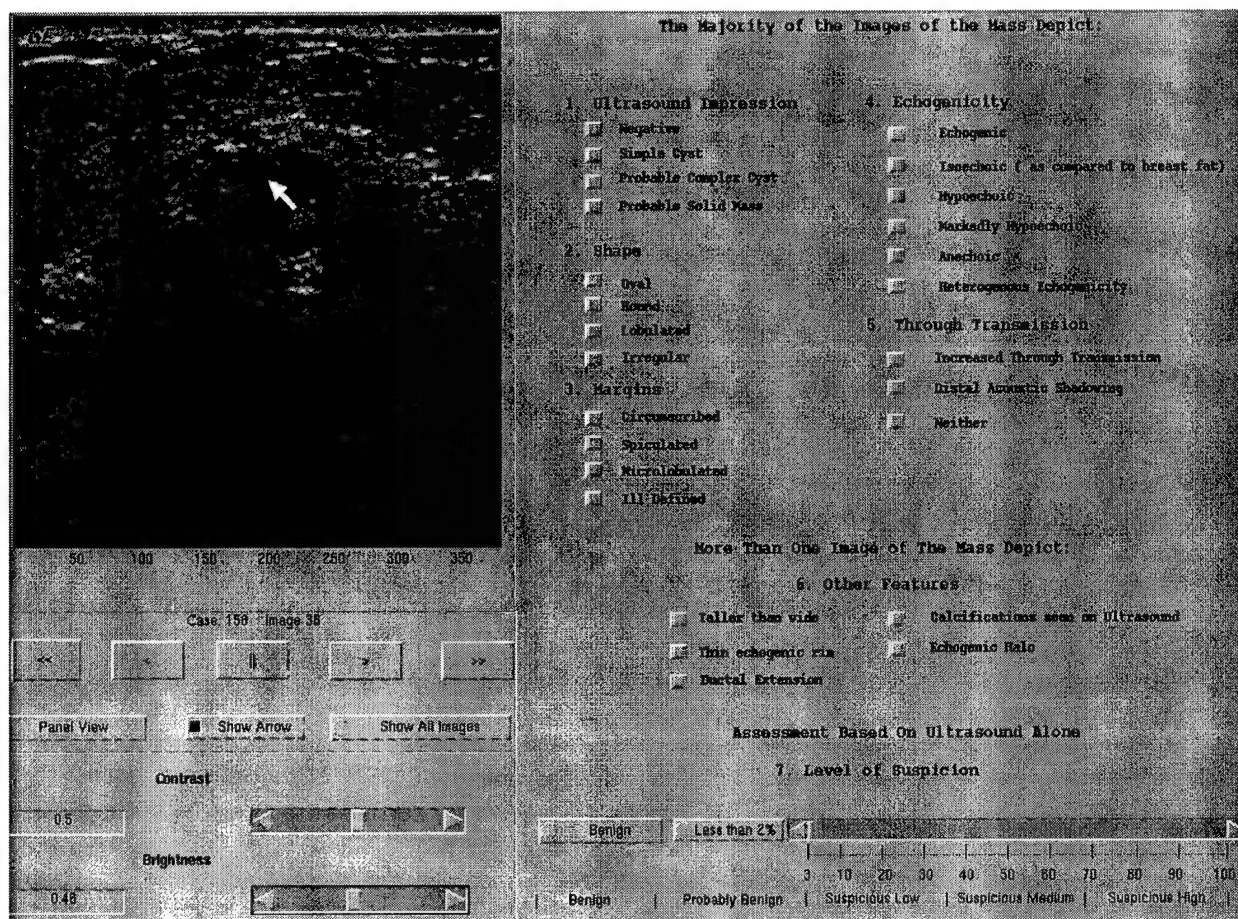 GE
The Majority of the Images of the Mass Depict:
1. Ultrasound Impression
Negative
Simple Cyst
Probable Complex Cyst
Probable Solid Mass
2. Shape
Oval
Round
Lobulated
Irregular
3. Margins
Circumscribed
Spiculated
Microlobulated
Ill Defined
4. Echogenicity
Echogenic
Isoechoic ( as compared to breast fat)
Hypoechoic
Markadly Hypoechoic
Anechoic
Heterogenous Echogenicity
5. Through Transmission
Increased Through Transmission
Distal Acoustic Shadowing
Neither
50 100 150 200 250 300 350
Case: 156 Image 38
<< < || > >>
Panel View Show Arrow Show All Images
Contrast
0.5
Brightness
0.46
More Than One Image of The Mass Depict:
6. Other Features
Taller than wide
Thin echogenic rim
Ductal Extension
Calcifications seen on Ultrasound
Echogenic Halo
Assessment Based On Ultrasound Alone
7. Level of Suspicion
Benign Less than 2%
3 10 20 30 40 50 60 70 80 90 100
Benign | Probably Benign | Suspicious Low | Suspicious Medium | Suspicious High |